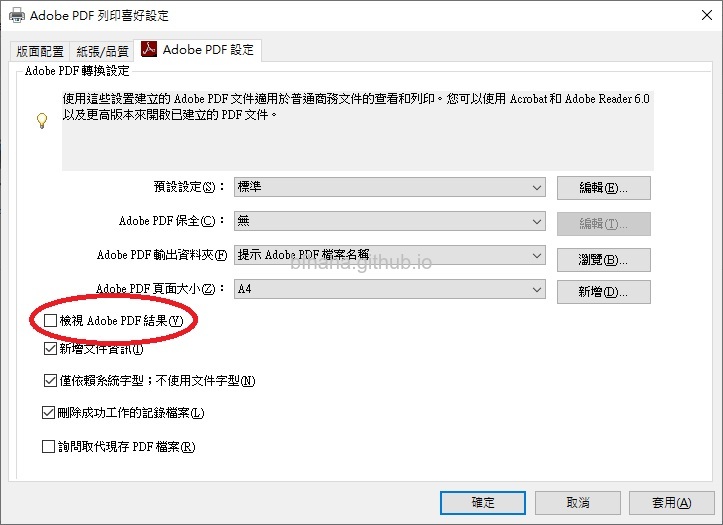 Adobe PDF 列印喜好設定
版面配置
紙張/品質
Adobe PDF 設定
Adobe PDF 轉換設定
使用這些設置建立的 Adobe PDF 文件適用於普通商務文件的查看和列印。您可以使用 Acrobat 和 Adobe Reader 6.0
以及更高版本來開啟已建立的 PDF 文件。
預設設定(S)：
標準
編輯(E)...
Adobe PDF 保全(C)：
無
編輯(T)...
Adobe PDF 輸出資料夾(F)
提示 Adobe PDF 檔案名稱
瀏覽(B)...
binana.github.io
Adobe PDF 頁面大小(Z)：
A4
新增(D)...
檢視 Adobe PDF 結果(V)
新增文件資訊(I)
僅依賴系統字型；不使用文件字型(N)
刪除成功工作的記錄檔案(L)
詢問取代現存 PDF 檔案(R)
確定
取消
套用(A)